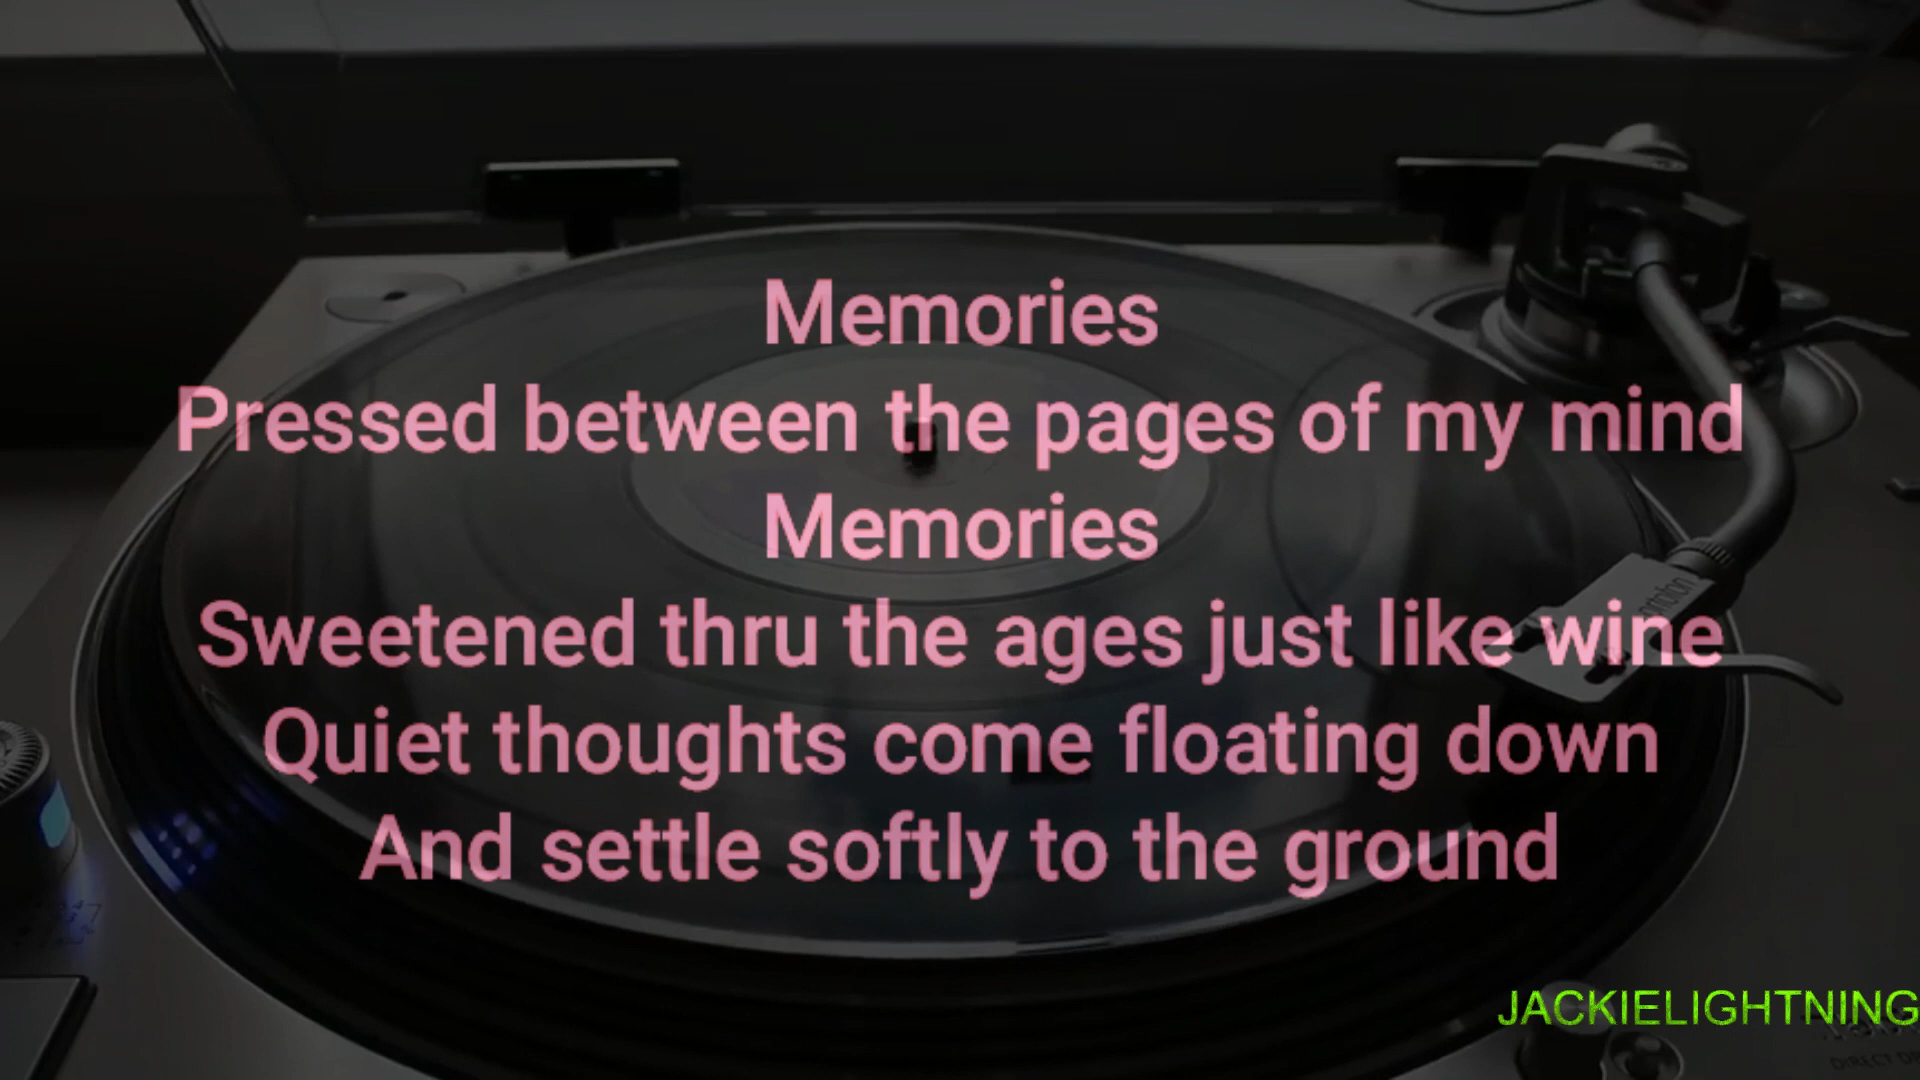 Memories
Pressed between the pages of my mind
Memories
Sweetened thru the ages just like wine
Quiet thoughts come floating down
And settle softly to the ground
ortofon
JACKIELIGHTNING